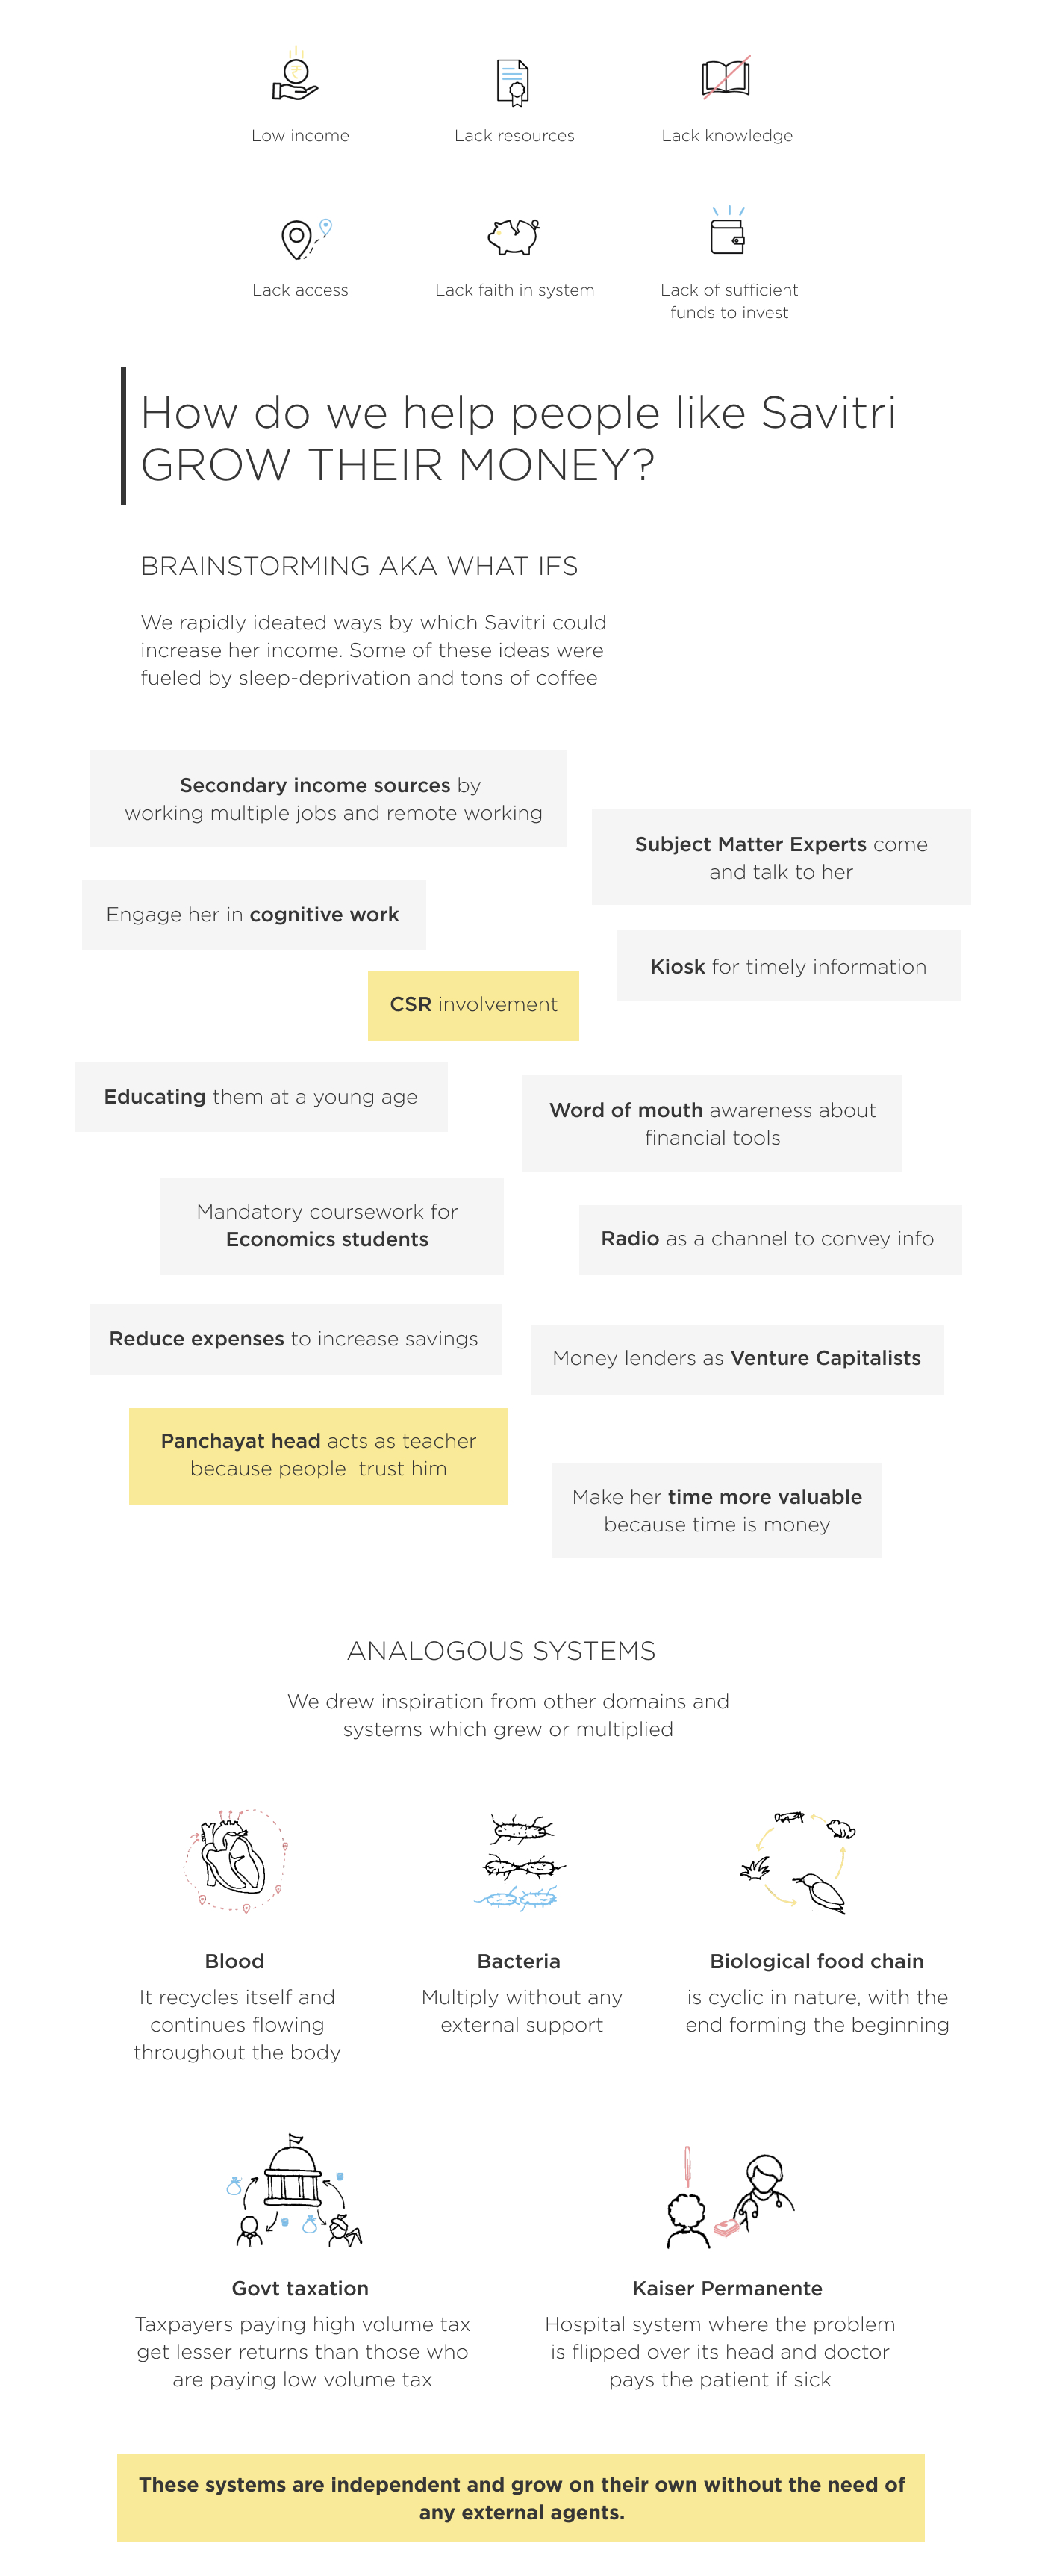 Low income
Lack resources
Lack knowledge
Lack access
Lack faith in system
Lack of sufficient
funds to invest
How do we help people like Savitri
GROW THEIR MONEY?
BRAINSTORMING AKA WHAT IFS
We rapidly ideated ways by which Savitri could
increase her income. Some of these ideas were
fueled by sleep-deprivation and tons of coffee
Secondary income sources by
working multiple jobs and remote working
Subject Matter Experts come
and talk to her
Engage her in cognitive work
Kiosk for timely information
CSR involvement
Educating them at a young age
Word of mouth awareness about
financial tools
Mandatory coursework for
Economics students
Radio as a channel to convey info
Reduce expenses to increase savings
Money lenders as Venture Capitalists
Panchayat head acts as teacher
because people trust him
Make her time more valuable
because time is money
ANALOGOUS SYSTEMS
We drew inspiration from other domains and
systems which grew or multiplied
Blood
It recycles itself and
continues flowing
throughout the body
Bacteria
Multiply without any
external support
Biological food chain
is cyclic in nature, with the
end forming the beginning
Govt taxation
Taxpayers paying high volume tax
get lesser returns than those who
are paying low volume tax
Kaiser Permanente
Hospital system where the problem
is flipped over its head and doctor
pays the patient if sick
These systems are independent and grow on their own without the need of
any external agents.